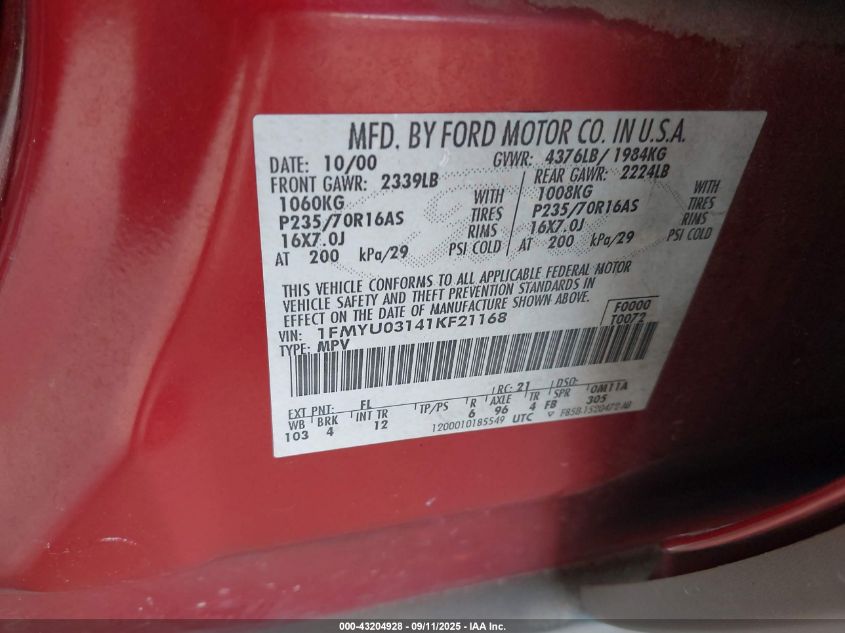 MFD. BY FORD MOTOR CO. IN U.S.A.
DATE: 10/00 GVWR: 4376LB/ 1984KG
FRONT GAWR: 2339LB REAR GAWR: 2224LB
1060KG WITH 1008KG WITH
P235/70R16AS TIRES P235/70R16AS TIRES
16X7.0J RIMS 16X7.0J RIMS
AT 200 kPa/29 PSI COLD AT 200 kPa/29 PSI COLD
THIS VEHICLE CONFORMS TO ALL APPLICABLE FEDERAL MOTOR
VEHICLE SAFETY AND THEFT PREVENTION STANDARDS IN
EFFECT ON THE DATE OF MANUFACTURE SHOWN ABOVE.
F0000
T0072
VIN: 1FMYU03141KF21168
TYPE: MPV
EXT PNT: FL RC: 21 DSO: 0M11A
WB BRK INT TR TP/PS R AXLE TR SPR
103 4 12 6 96 4 FB 305
1200010185549 UTC F85B-1520472-AB
000-43204928 - 09/11/2025 - IAA Inc.